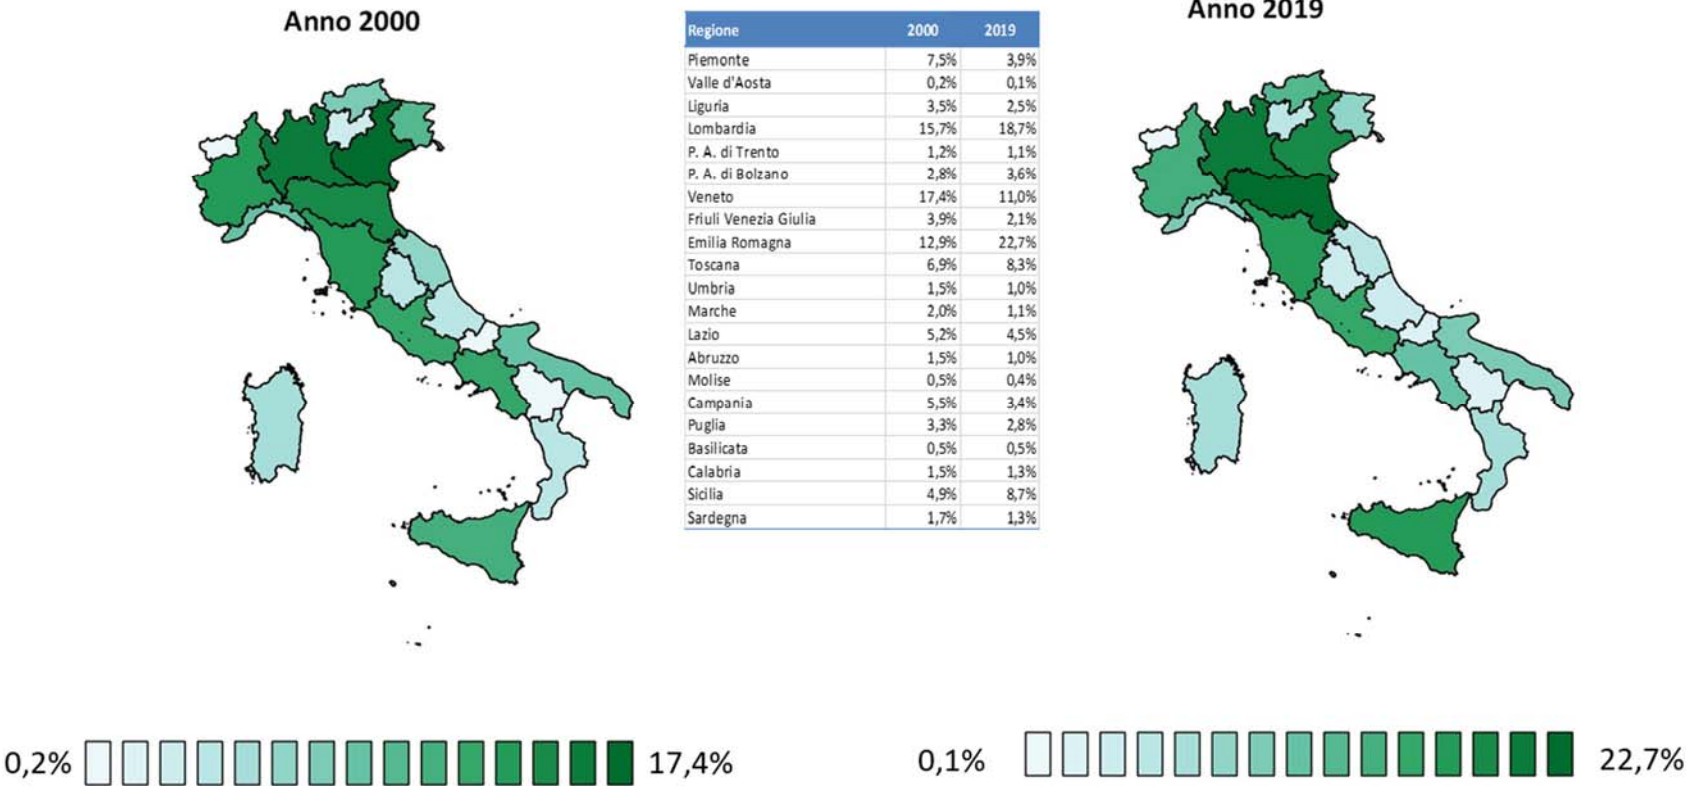 Anno 2000
Anno 2019
Regione 2000 2019
Piemonte 7,5% 3,9%
Valle d'Aosta 0,2% 0,1%
Liguria 3,5% 2,5%
Lombardia 15,7% 18,7%
P. A. di Trento 1,2% 1,1%
P. A. di Bolzano 2,8% 3,6%
Veneto 17,4% 11,0%
Friuli Venezia Giulia 3,9% 2,1%
Emilia Romagna 12,9% 22,7%
Toscana 6,9% 8,3%
Umbria 1,5% 1,0%
Marche 2,0% 1,1%
Lazio 5,2% 4,5%
Abruzzo 1,5% 1,0%
Molise 0,5% 0,4%
Campania 5,5% 3,4%
Puglia 3,3% 2,8%
Basilicata 0,5% 0,5%
Calabria 1,5% 1,3%
Sicilia 4,9% 8,7%
Sardegna 1,7% 1,3%
0,2% 17,4%
0,1% 22,7%